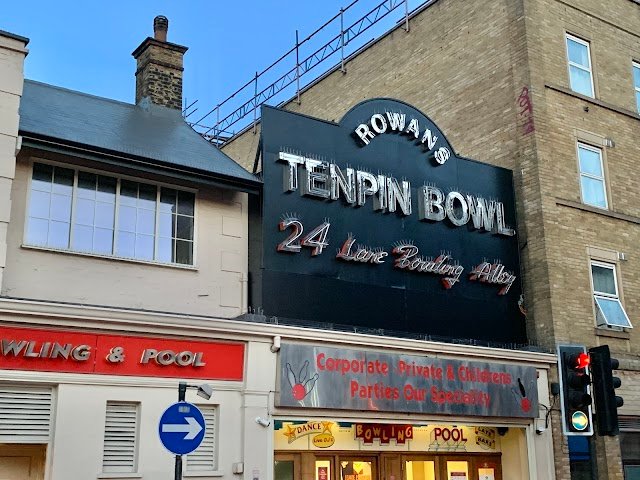 ROWANS
TENPIN BOWL
24 Lane Bowling Alley
WLING & POOL
Corporate Private & Childrens
Parties Our Speciality
DANCE
BOWLING
POOL